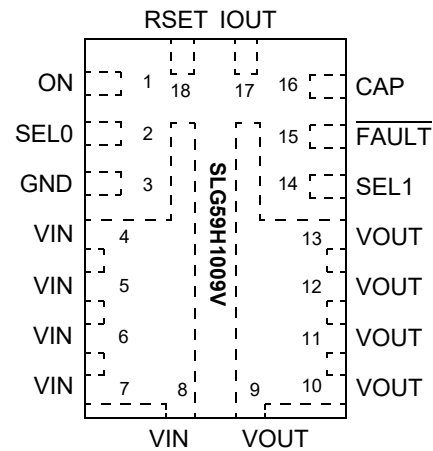 RSET IOUT
ON 1 18 17 16 CAP
SEL0 2 15 FAULT
GND 3 14 SEL1
VIN 4 13 VOUT
VIN 5 12 VOUT
VIN 6 11 VOUT
VIN 7 8 9 10 VOUT
VIN VOUT
SLG59H1009V